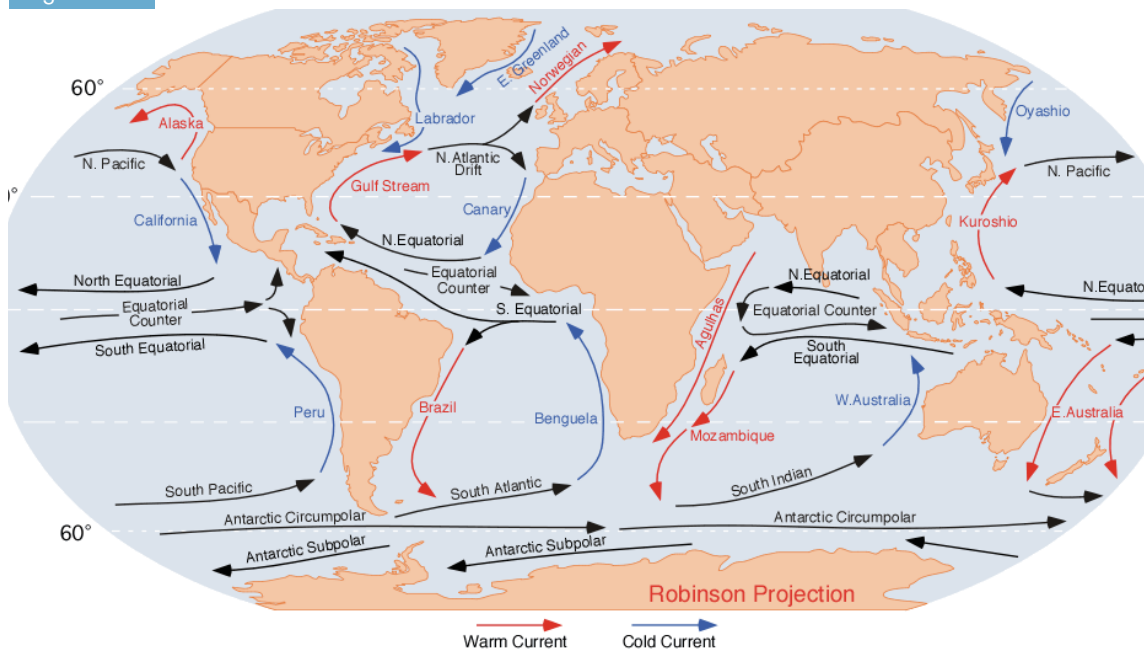 60°
Alaska
N. Pacific
California
North Equatorial
Equatorial
Counter
South Equatorial
Peru
South Pacific
60°
Labrador
E. Greenland
Norwegian
N.Atlantic
Drift
Gulf Stream
Canary
N.Equatorial
Equatorial
Counter
S. Equatorial
Brazil
Benguela
South Atlantic
Antarctic Circumpolar
Antarctic Subpolar
Antarctic Subpolar
Agulhas
Mozambique
N.Equatorial
Equatorial Counter
South
Equatorial
W.Australia
South Indian
Antarctic Circumpolar
Oyashio
N. Pacific
Kuroshio
E.Australia
Robinson Projection
Warm Current
Cold Current